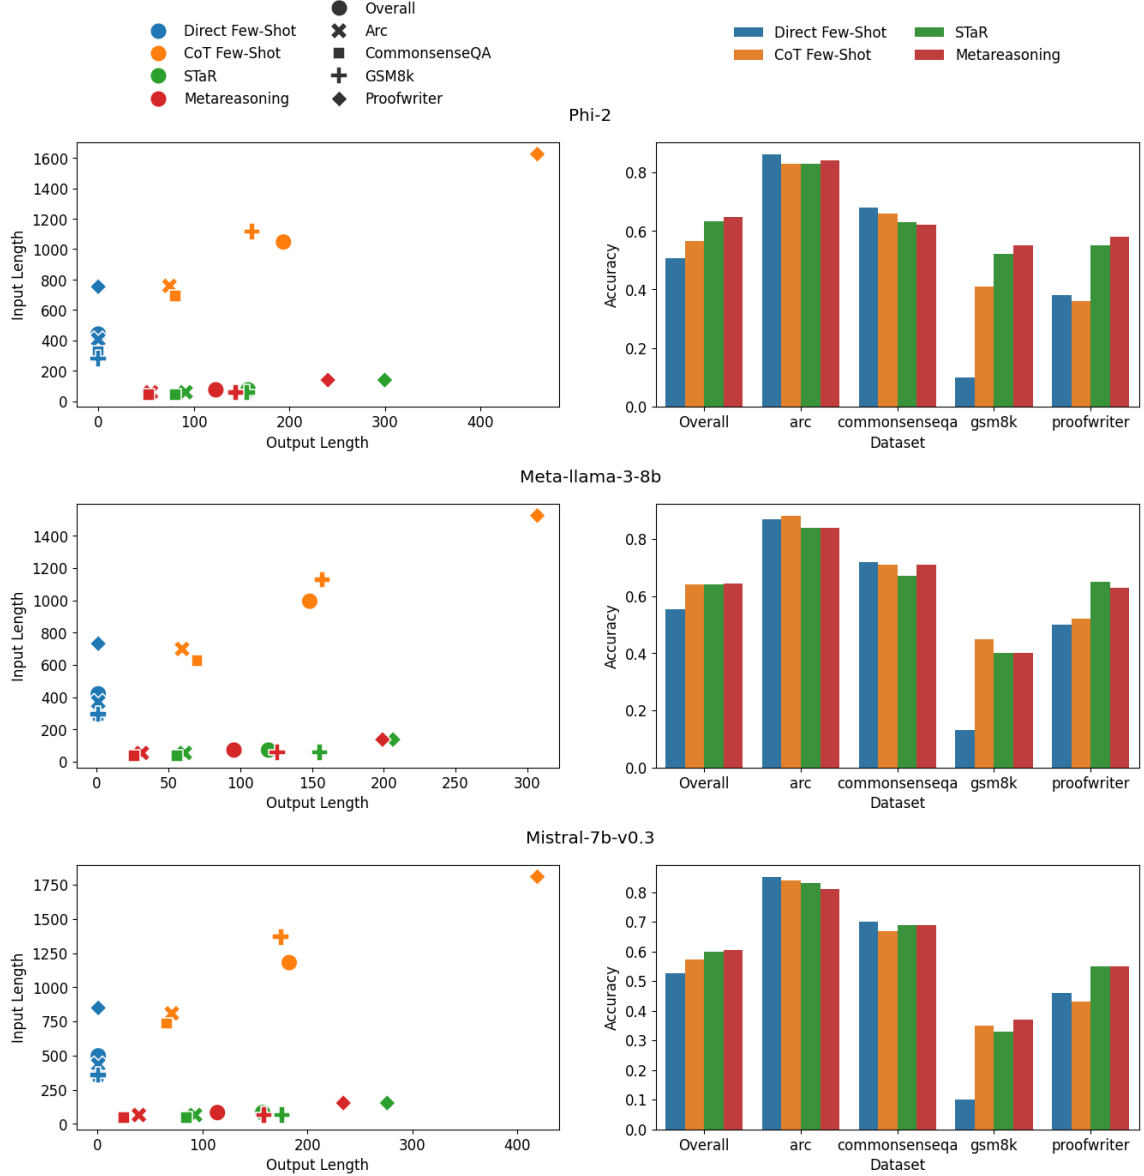 Direct Few-Shot
CoT Few-Shot
STaR
Metareasoning
Overall
Arc
CommonsenseQA
GSM8k
Proofwriter
Direct Few-Shot
CoT Few-Shot
STaR
Metareasoning
Phi-2
1600
1400
1200
1000
800
600
400
200
0
Input Length
0 100 200 300 400
Output Length
0.8
0.6
0.4
0.2
0.0
Accuracy
Overall arc commonsenseqa gsm8k proofwriter
Dataset
Meta-llama-3-8b
1400
1200
1000
800
600
400
200
0
Input Length
0 50 100 150 200 250 300
Output Length
0.8
0.6
0.4
0.2
0.0
Accuracy
Overall arc commonsenseqa gsm8k proofwriter
Dataset
Mistral-7b-v0.3
1750
1500
1250
1000
750
500
250
0
Input Length
0 100 200 300 400
Output Length
0.8
0.7
0.6
0.5
0.4
0.3
0.2
0.1
0.0
Accuracy
Overall arc commonsenseqa gsm8k proofwriter
Dataset